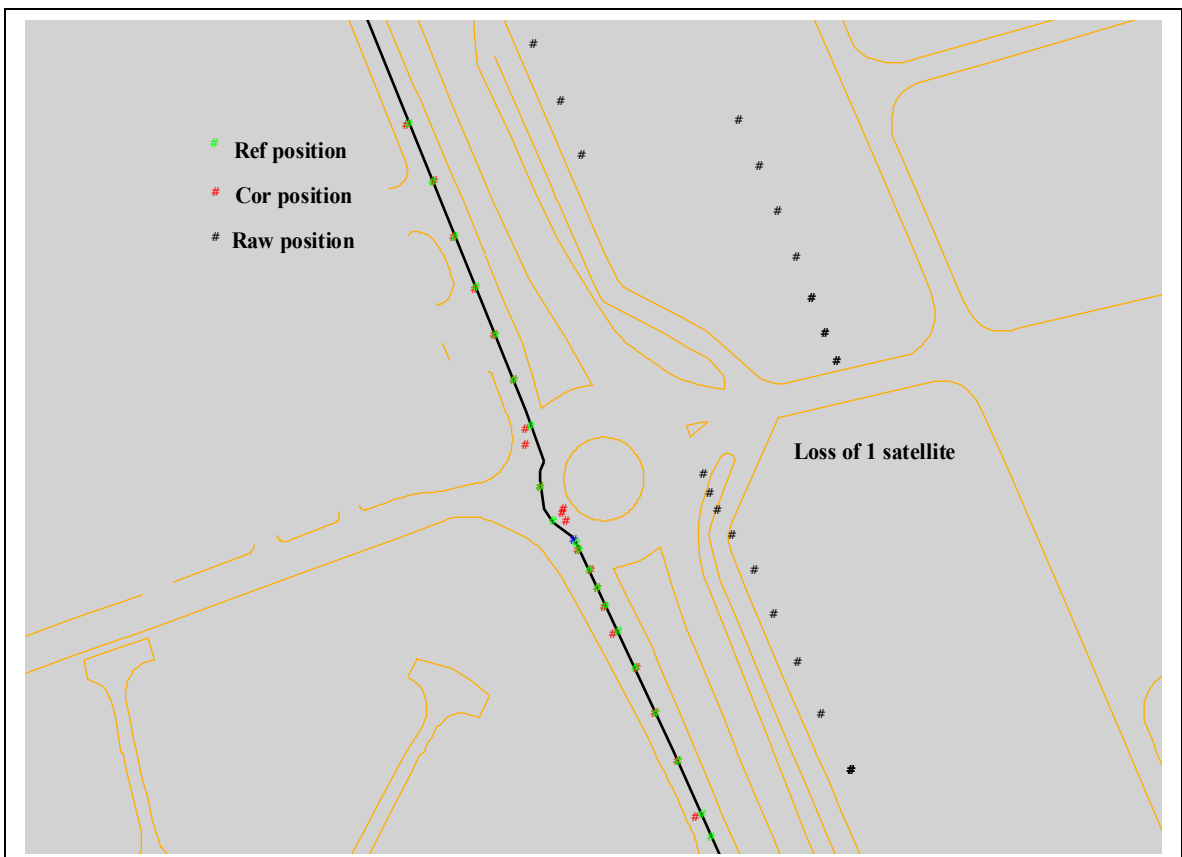 # Ref position
# Cor position
# Raw position
Loss of 1 satellite